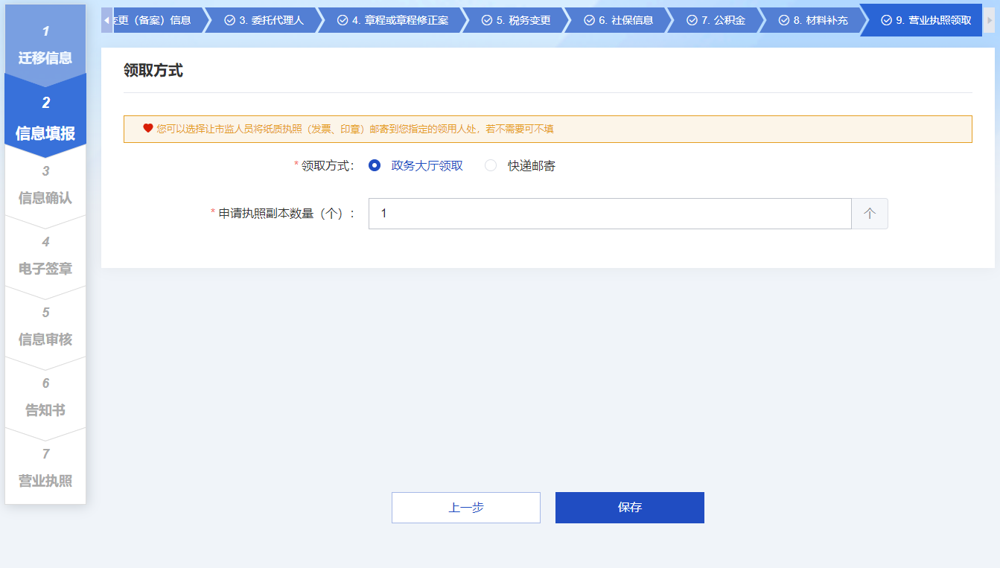 1
迁移信息
2
信息填报
3
信息确认
4
电子签章
5
信息审核
6
告知书
7
营业执照
更（备案）信息
3. 委托代理人
4. 章程或章程修正案
5. 税务变更
6. 社保信息
7. 公积金
8. 材料补充
9. 营业执照领取
领取方式
您可以选择让市监人员将纸质执照（发票、印章）邮寄到您指定的领用人处，若不需要可不填
* 领取方式： 政务大厅领取 快递邮寄
* 申请执照副本数量（个）： 1 个
上一步 保存